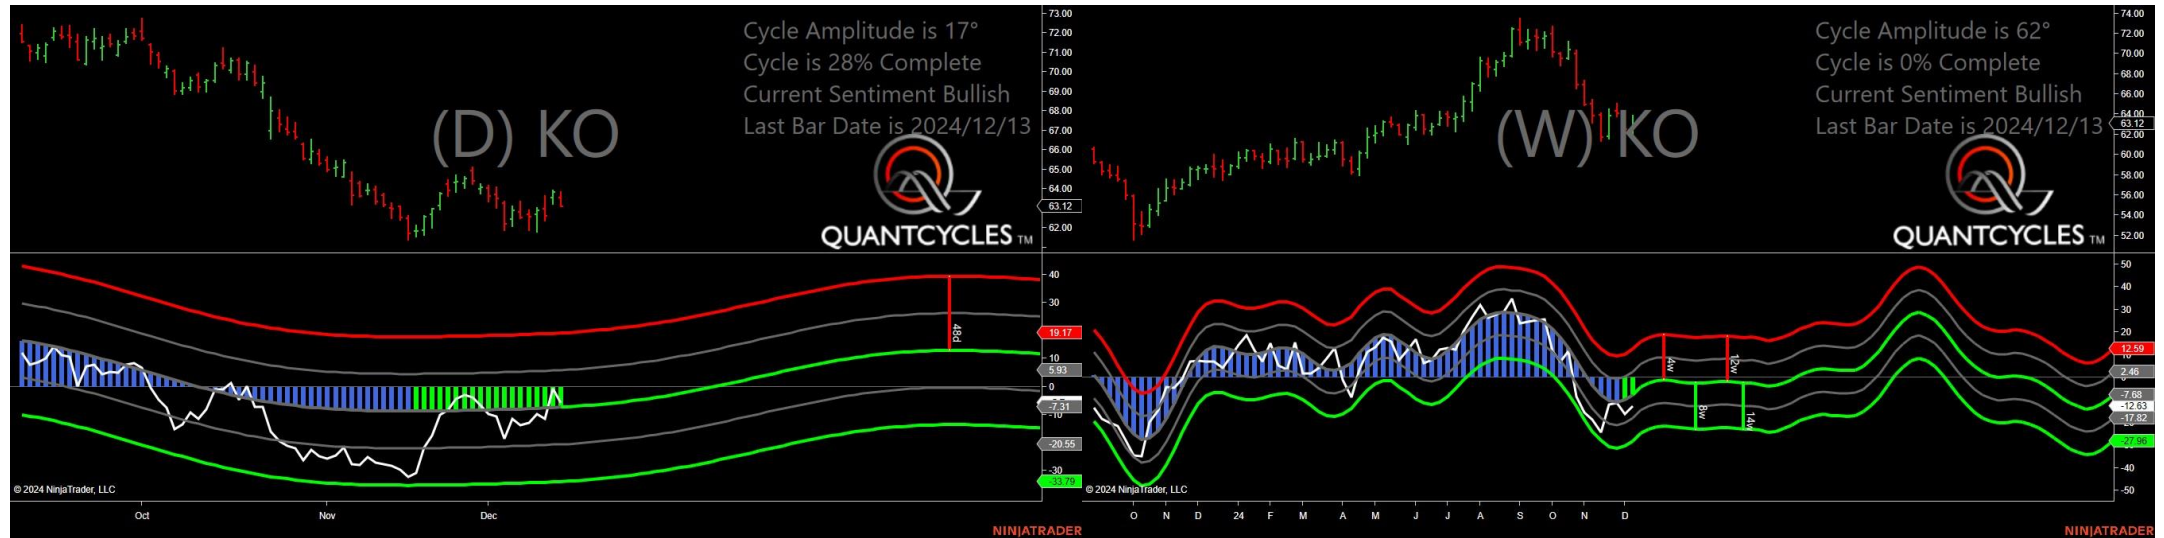 Cycle Amplitude is 17°
Cycle is 28% Complete
Current Sentiment Bullish
Last Bar Date is 2024/12/13
(D) KO
QUANTCYCLES TM
73.00
72.00
71.00
70.00
69.00
68.00
67.00
66.00
65.00
64.00
63.12
62.00
40
30
19.17
10
5.93
0
-7.31
-10
-20.55
-30
-33.79
48d
© 2024 NinjaTrader, LLC
Oct
Nov
Dec
NINJATRADER
Cycle Amplitude is 62°
Cycle is 0% Complete
Current Sentiment Bullish
Last Bar Date is 2024/12/13
(W) KO
QUANTCYCLES TM
74.00
72.00
70.00
68.00
66.00
64.00
63.12
62.00
60.00
58.00
56.00
54.00
52.00
50
40
30
20
12.59
2.46
-7.68
-12.63
-17.82
-27.96
-40
-50
4w
12w
8w
14w
© 2024 NinjaTrader, LLC
O
N
D
24
F
M
A
M
J
J
A
S
O
N
D
NINJATRADER